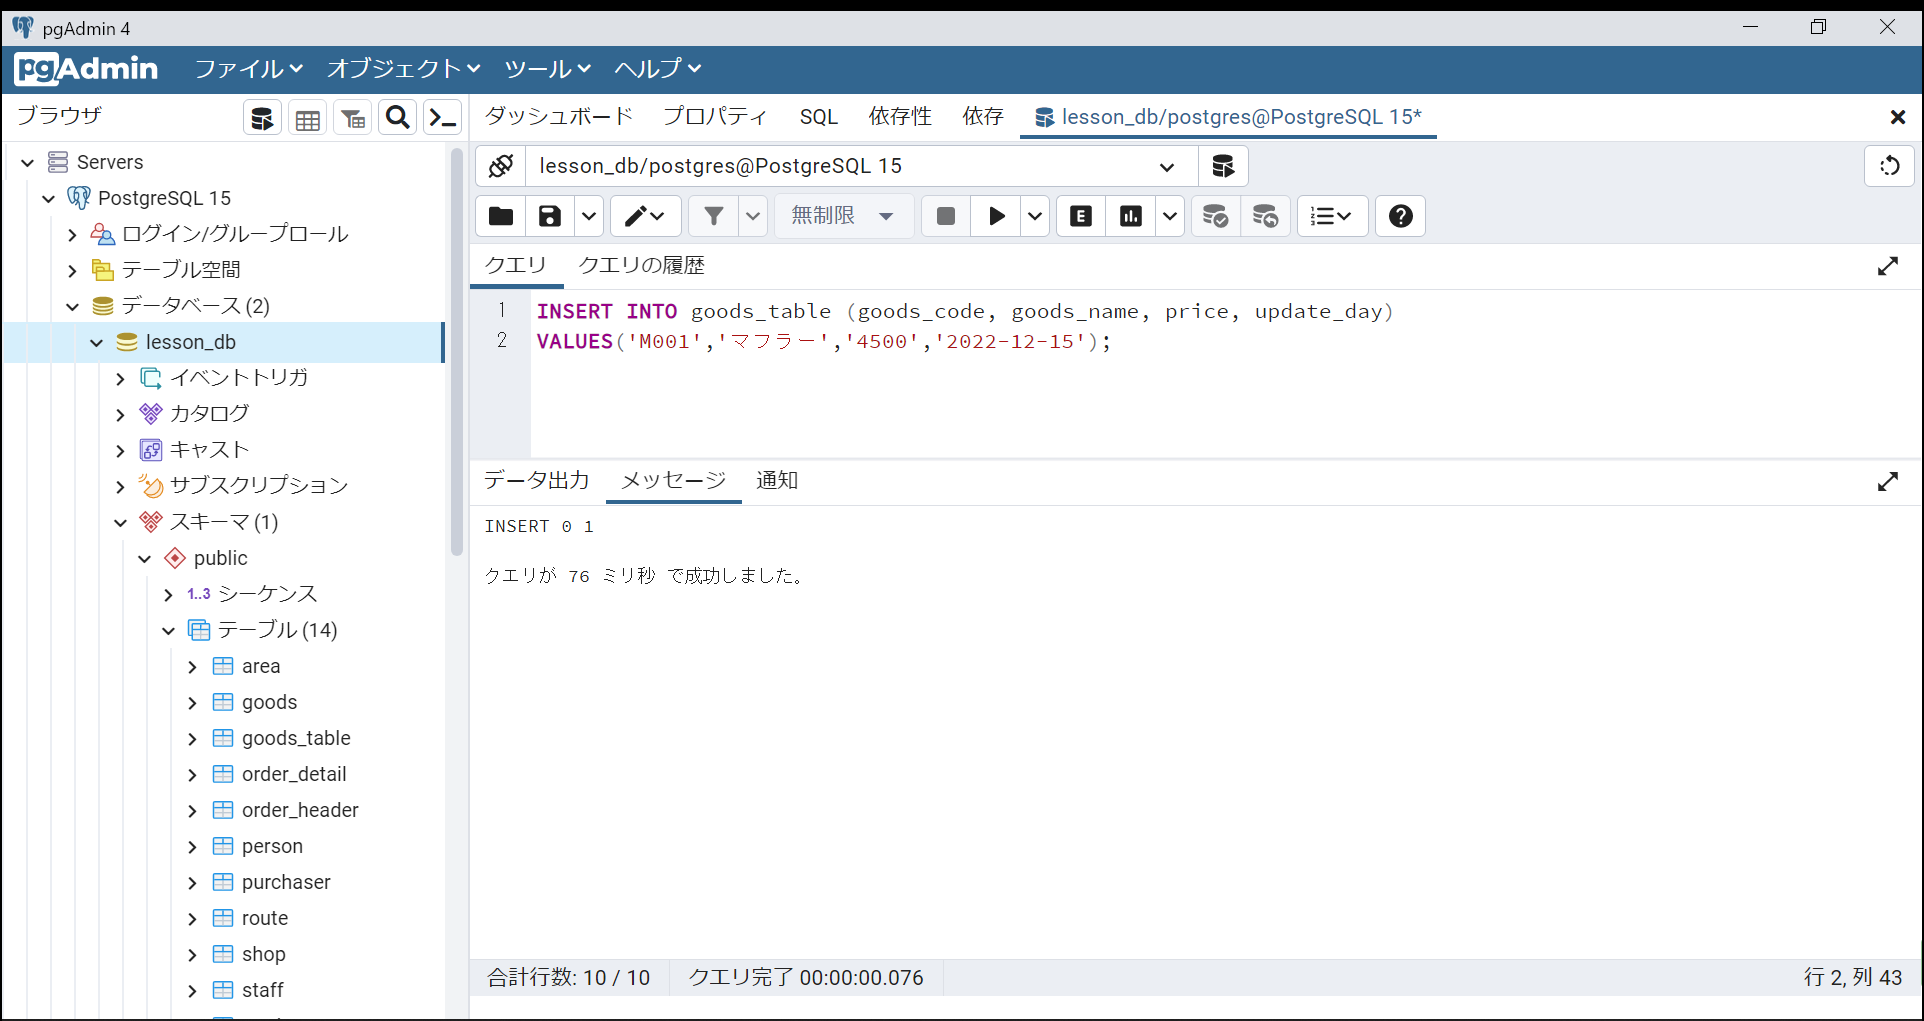 pgAdmin 4
pgAdmin ファイル オブジェクト ツール ヘルプ
ブラウザ
ダッシュボード プロパティ SQL 依存性 依存 lesson_db/postgres@PostgreSQL 15*
Servers
PostgreSQL 15
ログイン/グループロール
テーブル空間
データベース (2)
lesson_db
イベントトリガ
カタログ
キャスト
サブスクリプション
スキーマ (1)
public
1..3 シーケンス
テーブル (14)
area
goods
goods_table
order_detail
order_header
person
purchaser
route
shop
staff
lesson_db/postgres@PostgreSQL 15
無制限
E
クエリ クエリの履歴
1 INSERT INTO goods_table (goods_code, goods_name, price, update_day)
2 VALUES('M001','マフラー','4500','2022-12-15');
データ出力 メッセージ 通知
INSERT 0 1
クエリが 76 ミリ秒 で成功しました。
合計行数: 10 / 10 クエリ完了 00:00:00.076 行 2, 列 43